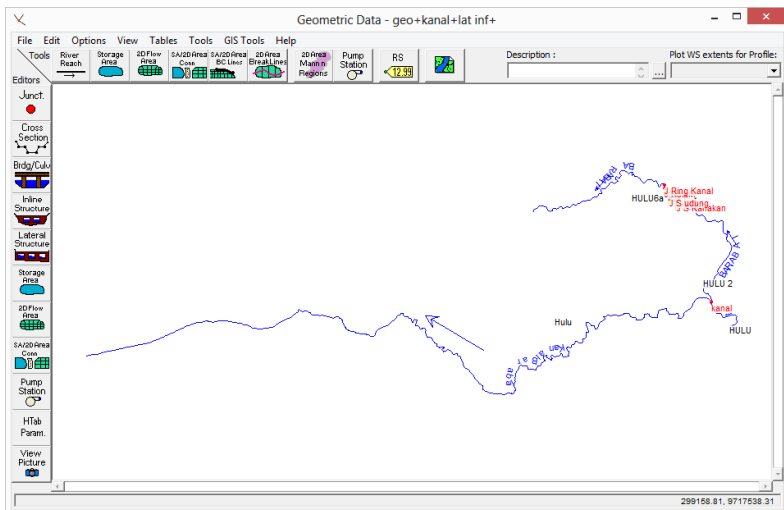 Geometric Data - geo+kanal+lat inf+
File Edit Options View Tables Tools GIS Tools Help
Tools
Editors
River
Reach
Storage
Area
2D Flow
Area
SA/2D Area
Conn
SA/2D Area
BC Lines
2D Area
BreakLines
2D Area
Mann n
Regions
Pump
Station
RS
12.99
Description :
...
Plot WS extents for Profile:
Junct.
Cross
Section
Brdg/Culv
Inline
Structure
Lateral
Structure
Storage
Area
2D Flow
Area
SA/2D Area
Conn
Pump
Station
HTab
Param.
View
Picture
J Ring Kanal
HULU6a
J S udung
J S Kanakan
BARAB
HULU 2
kanal
HULU
Hulu
aba
299158.81, 9717538.31